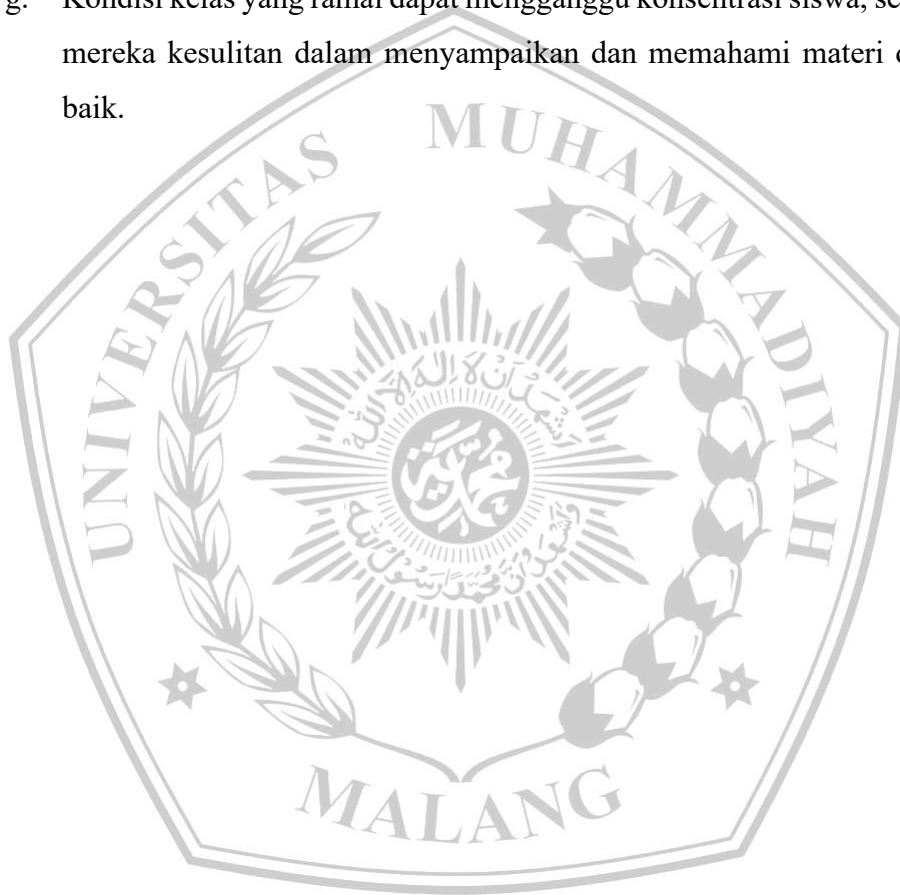 g. Kondisi kelas yang ramai dapat mengganggu konsentrasi siswa, se
mereka kesulitan dalam menyampaikan dan memahami materi
baik.
UNIVERSITAS MUHAMMADIYAH
MALANG